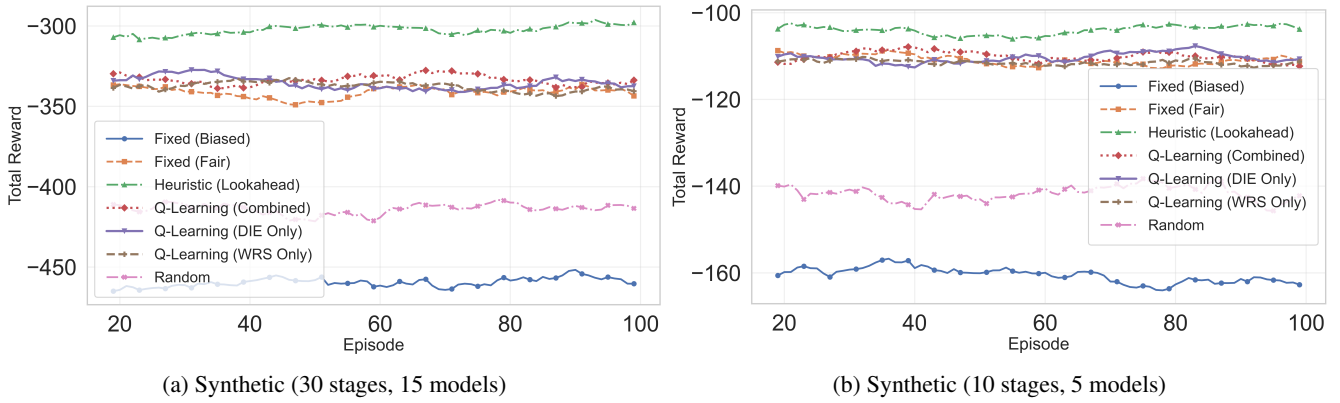 −300
−350
−400
−450
Total Reward
Fixed (Biased)
Fixed (Fair)
Heuristic (Lookahead)
Q-Learning (Combined)
Q-Learning (DIE Only)
Q-Learning (WRS Only)
Random
20 40 60 80 100
Episode
(a) Synthetic (30 stages, 15 models)
−100
−120
−140
−160
Total Reward
Fixed (Biased)
Fixed (Fair)
Heuristic (Lookahead)
Q-Learning (Combined)
Q-Learning (DIE Only)
Q-Learning (WRS Only)
Random
20 40 60 80 100
Episode
(b) Synthetic (10 stages, 5 models)